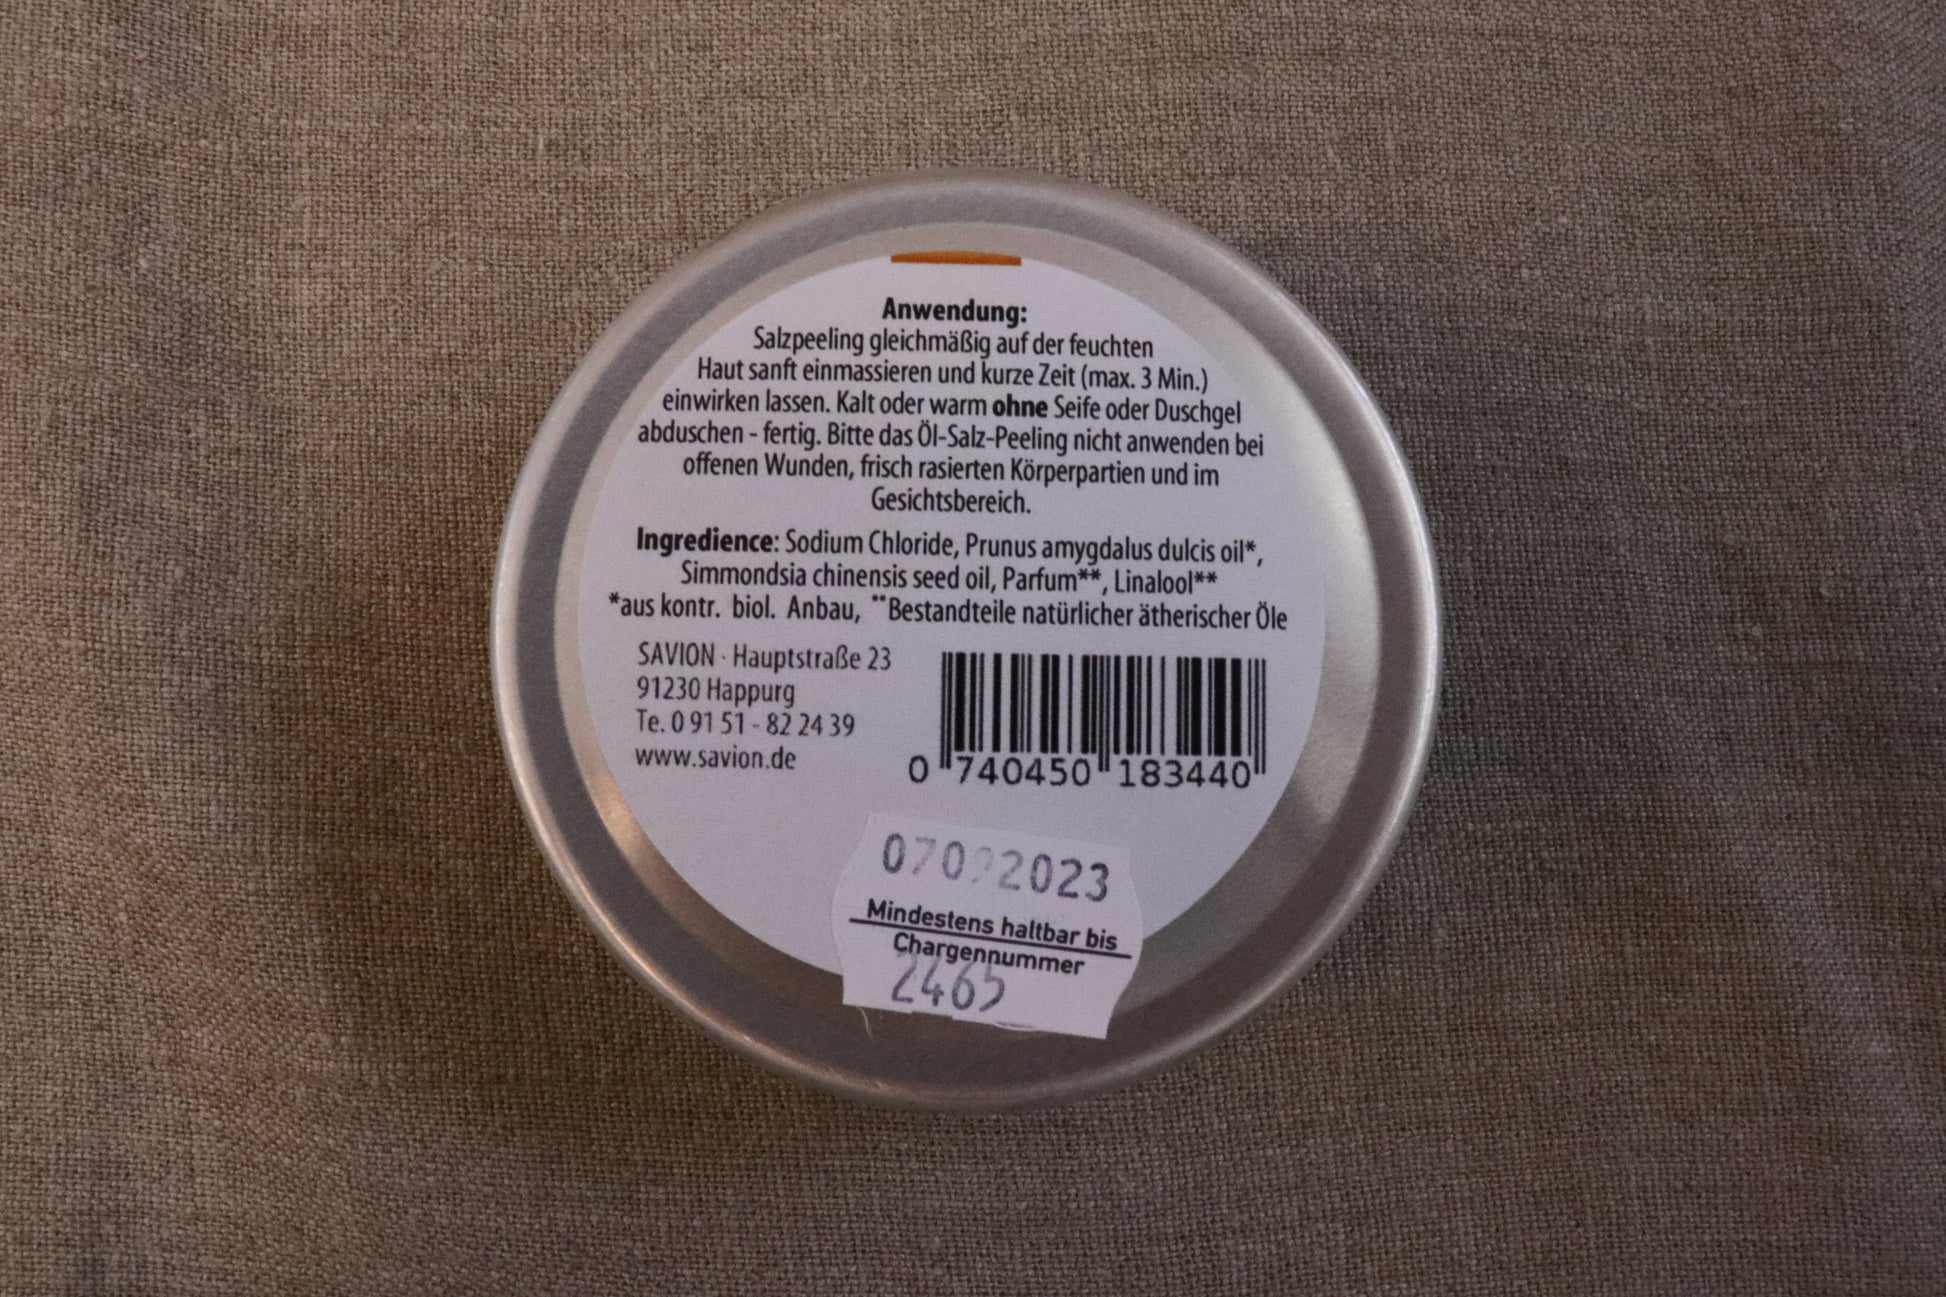 Anwendung:
Salzpeeling gleichmäßig auf der feuchten
Haut sanft einmassieren und kurze Zeit (max. 3 Min.)
einwirken lassen. Kalt oder warm ohne Seife oder Duschgel
abduschen - fertig. Bitte das Öl-Salz-Peeling nicht anwenden bei
offenen Wunden, frisch rasierten Körperpartien und im
Gesichtsbereich.
Ingredience: Sodium Chloride, Prunus amygdalus dulcis oil*,
Simmondsia chinensis seed oil, Parfum**, Linalool**
*aus kontr. biol. Anbau, **Bestandteile natürlicher ätherischer Öle
SAVION · Hauptstraße 23
91230 Happurg
Te. 0 91 51 - 82 24 39
www.savion.de
0 740450 183440
Mindestens haltbar bis
Chargennummer
2465